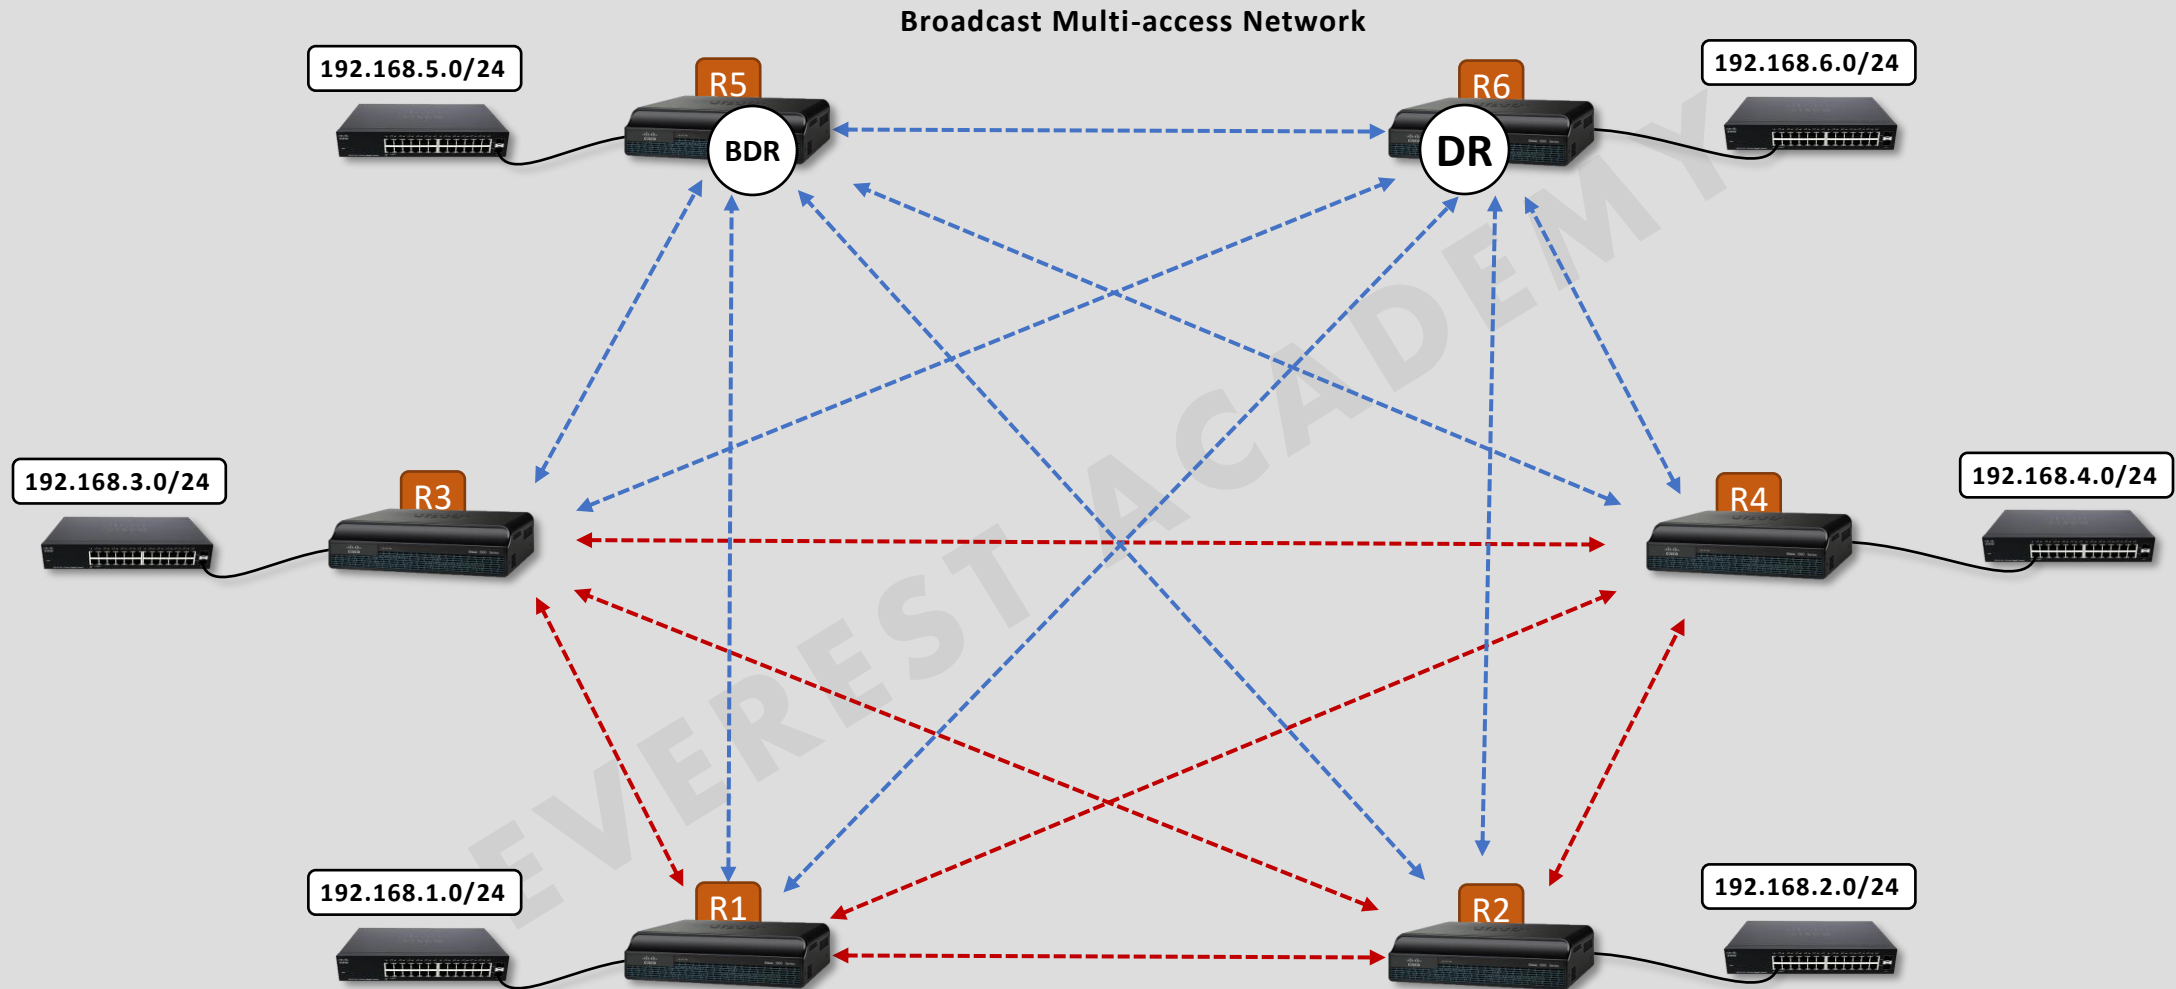 Broadcast Multi-access Network
192.168.5.0/24
R5
R6
192.168.6.0/24
BDR
DR
192.168.3.0/24
R3
R4
192.168.4.0/24
EVEREST ACADEMY
192.168.1.0/24
R1
R2
192.168.2.0/24